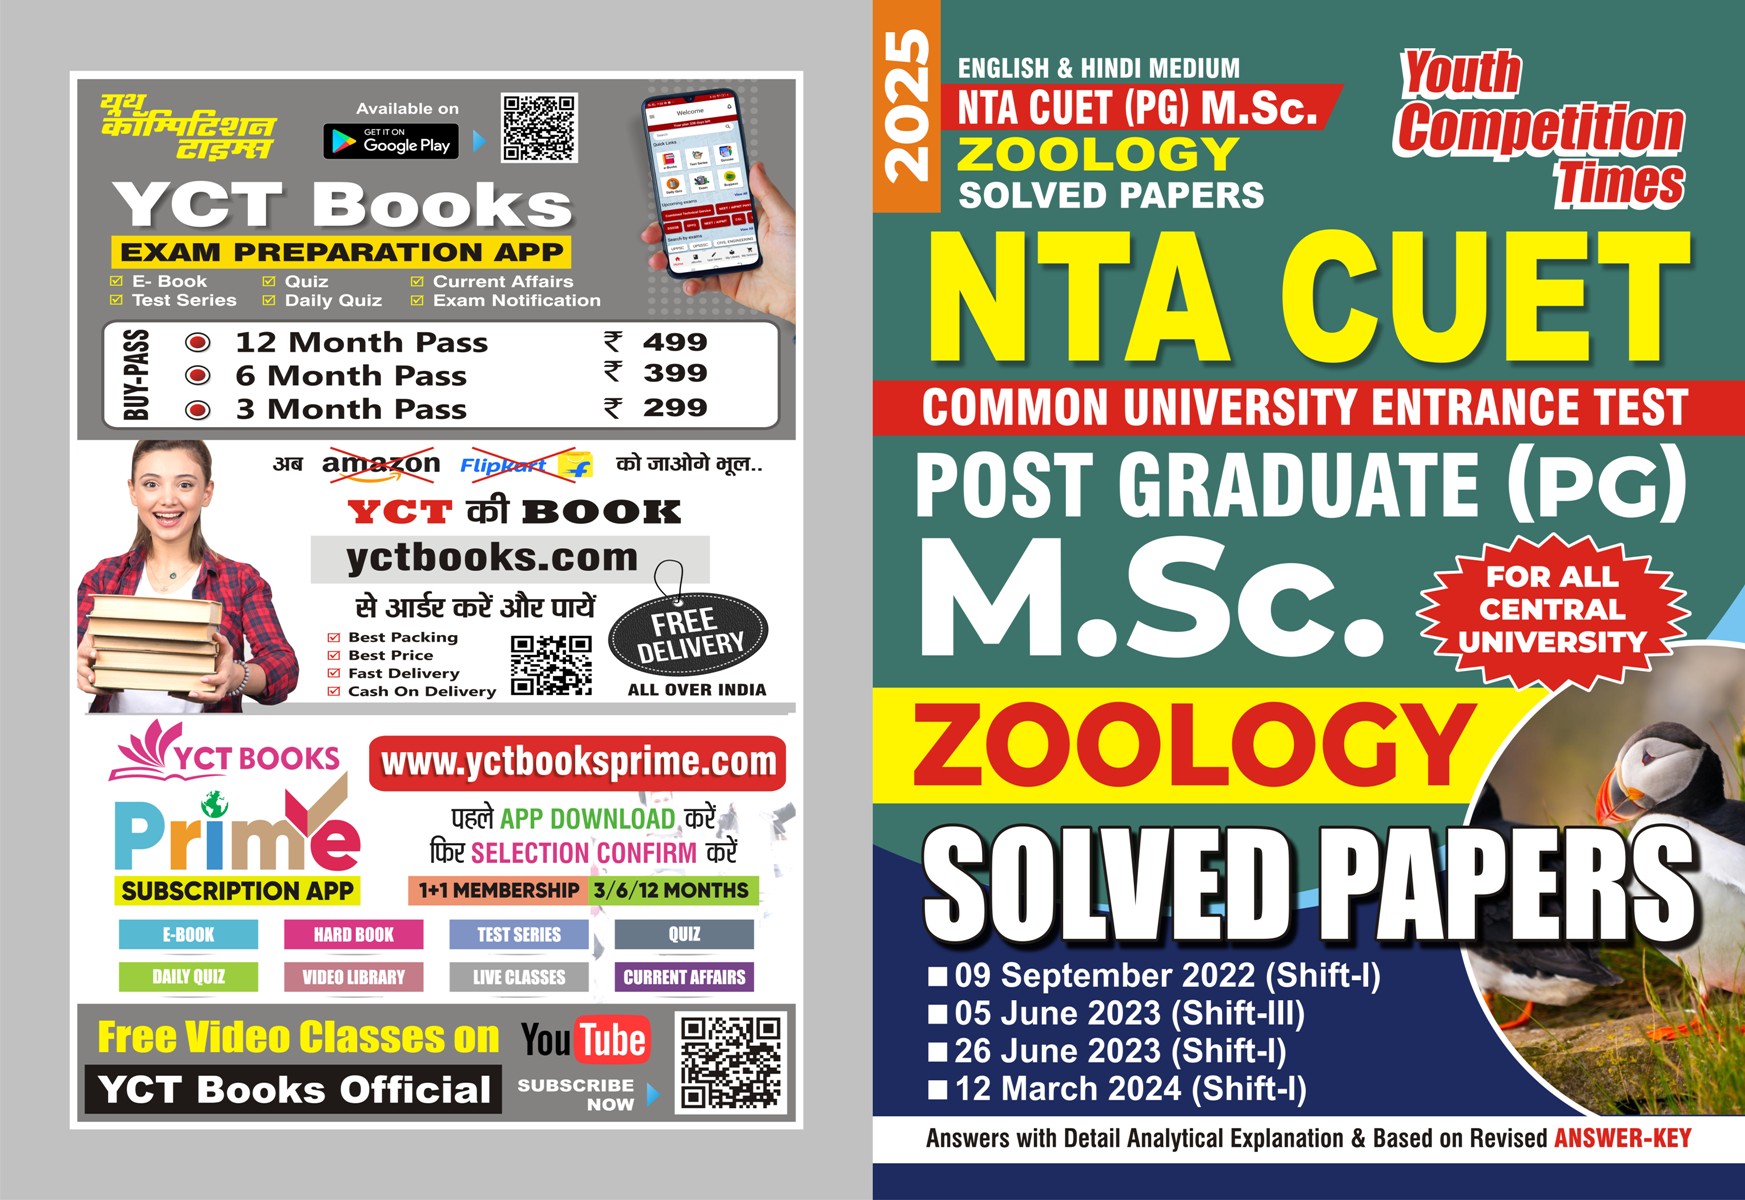 यूथ
कॉम्पिटिशन
टाइम्स
Available on
GET IT ON
Google Play
Welcome
YCT Books
EXAM PREPARATION APP
E- Book
Quiz
Current Affairs
Test Series
Daily Quiz
Exam Notification
BUY-PASS
12 Month Pass ₹ 499
6 Month Pass ₹ 399
3 Month Pass ₹ 299
अब amazon Flipkart को जाओगे भूल..
YCT की BOOK
yctbooks.com
से आर्डर करें और पायें
Best Packing
Best Price
Fast Delivery
Cash On Delivery
FREE
DELIVERY
ALL OVER INDIA
YCT BOOKS
Prime
SUBSCRIPTION APP
www.yctbooksprime.com
पहले APP DOWNLOAD करें
फिर SELECTION CONFIRM करें
1+1 MEMBERSHIP 3/6/12 MONTHS
E-BOOK
HARD BOOK
TEST SERIES
QUIZ
DAILY QUIZ
VIDEO LIBRARY
LIVE CLASSES
CURRENT AFFAIRS
Free Video Classes on
YouTube
YCT Books Official
SUBSCRIBE
NOW
2025
ENGLISH & HINDI MEDIUM
NTA CUET (PG) M.Sc.
ZOOLOGY
SOLVED PAPERS
Youth
Competition
Times
NTA CUET
COMMON UNIVERSITY ENTRANCE TEST
POST GRADUATE (PG)
M.Sc.
FOR ALL
CENTRAL
UNIVERSITY
ZOOLOGY
SOLVED PAPERS
09 September 2022 (Shift-I)
05 June 2023 (Shift-III)
26 June 2023 (Shift-I)
12 March 2024 (Shift-I)
Answers with Detail Analytical Explanation & Based on Revised ANSWER-KEY